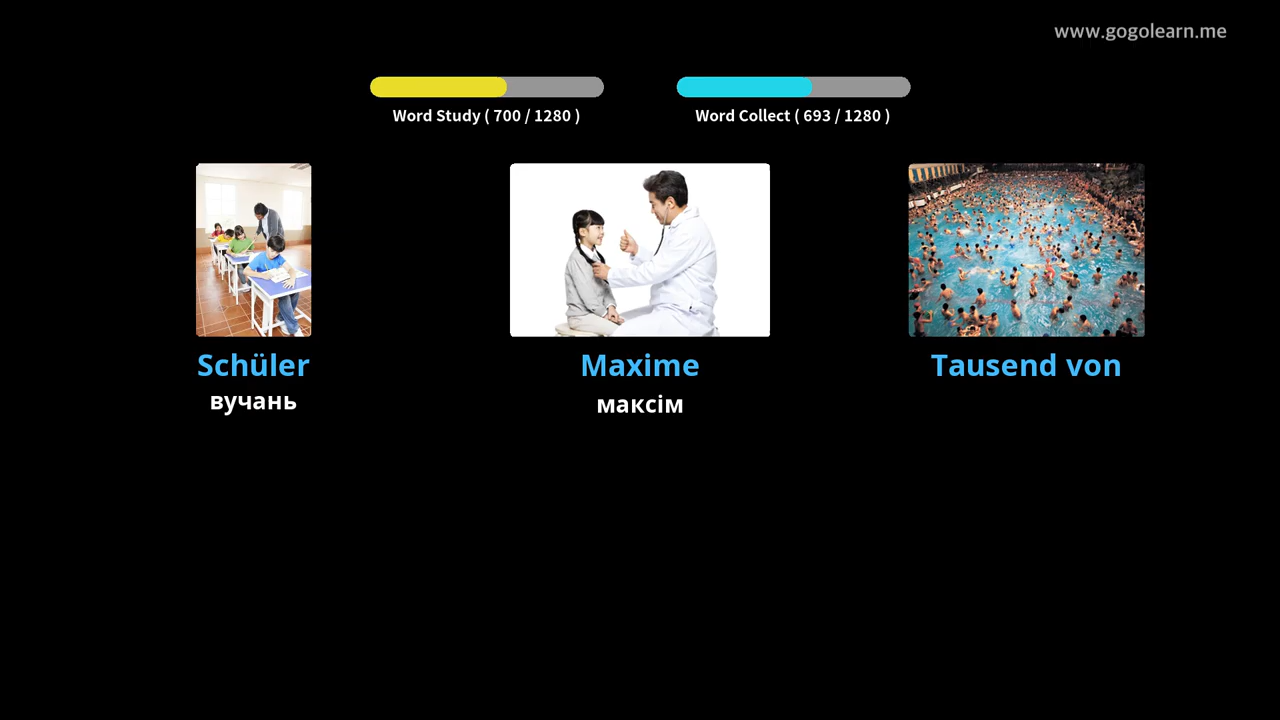 www.gogolearn.me
Word Study ( 700 / 1280 )
Word Collect ( 693 / 1280 )
Schüler
Maxime
Tausend von
вучань
максім